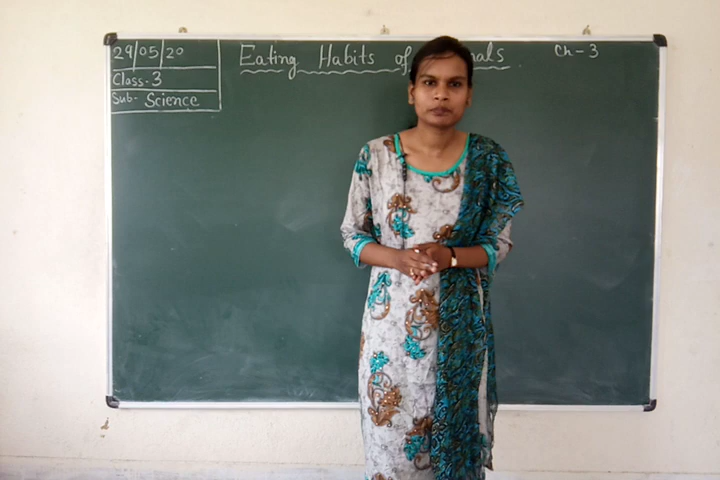 29/05/20
Eating Habits of
Ch-3
Class-3
Sub- Science